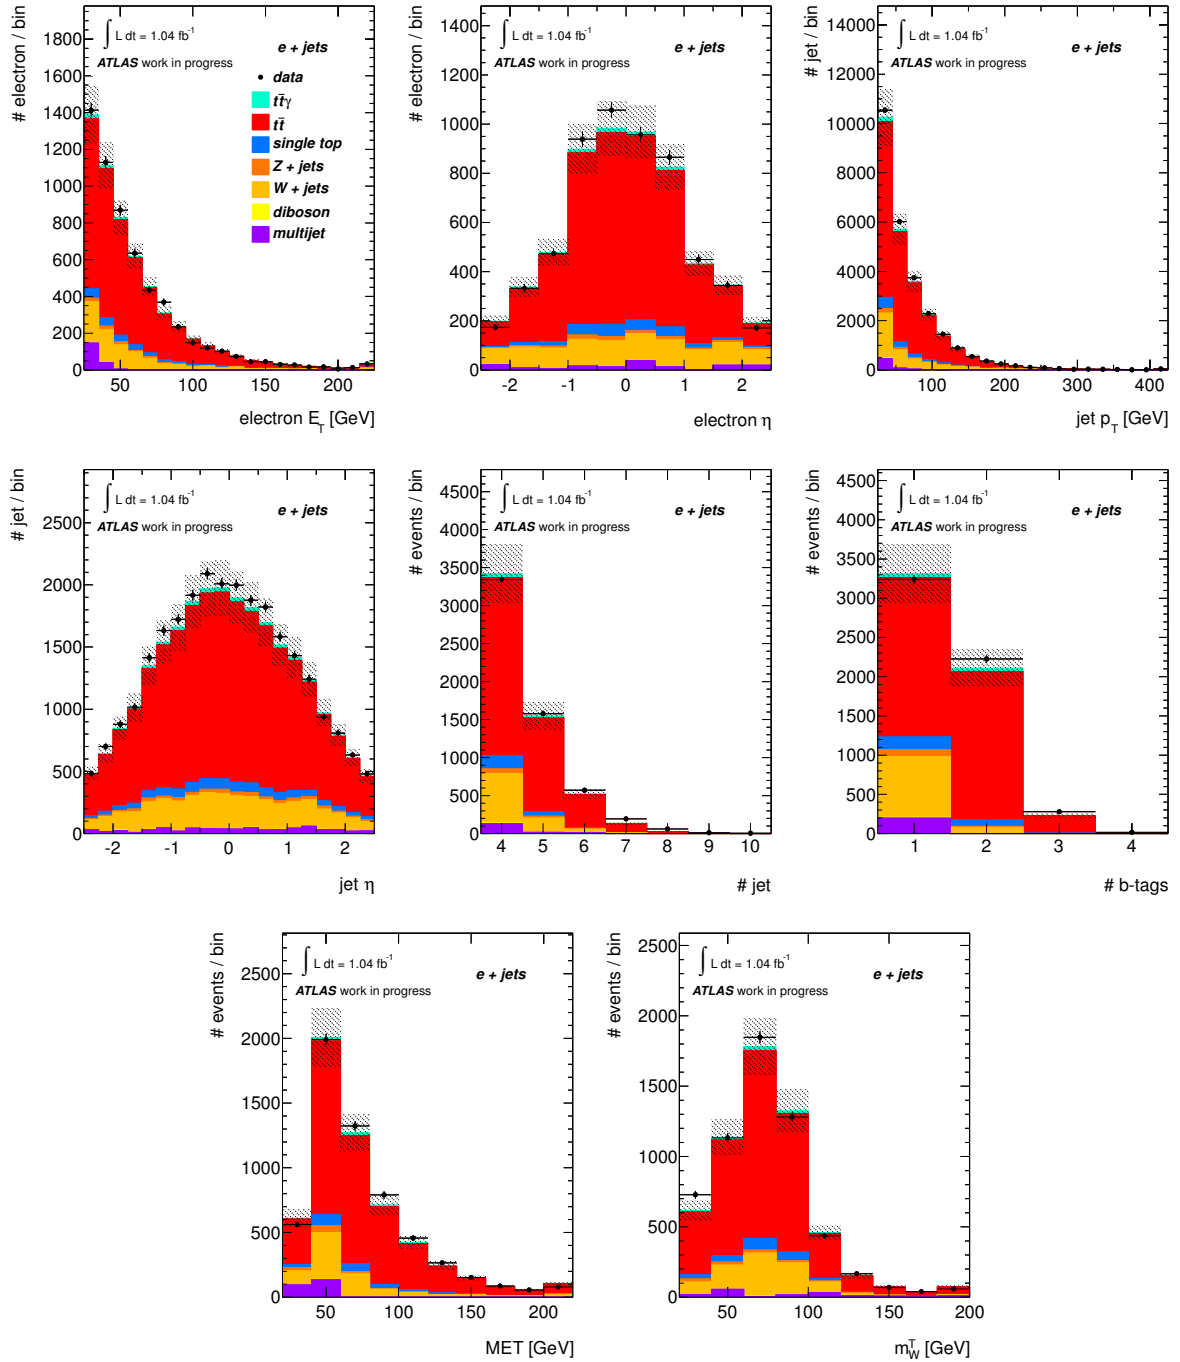 # electron / bin
1800
1600
1400
1200
1000
800
600
400
200
0
∫ L dt = 1.04 fb⁻¹
e + jets
ATLAS work in progress
data
tt̄γ
tt̄
single top
Z + jets
W + jets
diboson
multijet
50 100 150 200
electron E_T [GeV]
# electron / bin
1400
1200
1000
800
600
400
200
0
∫ L dt = 1.04 fb⁻¹
e + jets
ATLAS work in progress
-2 -1 0 1 2
electron η
# jet / bin
14000
12000
10000
8000
6000
4000
2000
0
∫ L dt = 1.04 fb⁻¹
e + jets
ATLAS work in progress
100 200 300 400
jet p_T [GeV]
# jet / bin
2500
2000
1500
1000
500
0
∫ L dt = 1.04 fb⁻¹
e + jets
ATLAS work in progress
-2 -1 0 1 2
jet η
# events / bin
4500
4000
3500
3000
2500
2000
1500
1000
500
0
∫ L dt = 1.04 fb⁻¹
e + jets
ATLAS work in progress
4 5 6 7 8 9 10
# jet
# events / bin
4500
4000
3500
3000
2500
2000
1500
1000
500
0
∫ L dt = 1.04 fb⁻¹
e + jets
ATLAS work in progress
1 2 3 4
# b-tags
# events / bin
2500
2000
1500
1000
500
0
∫ L dt = 1.04 fb⁻¹
e + jets
ATLAS work in progress
50 100 150 200
MET [GeV]
# events / bin
2500
2000
1500
1000
500
0
∫ L dt = 1.04 fb⁻¹
e + jets
ATLAS work in progress
50 100 150 200
m_W^T [GeV]